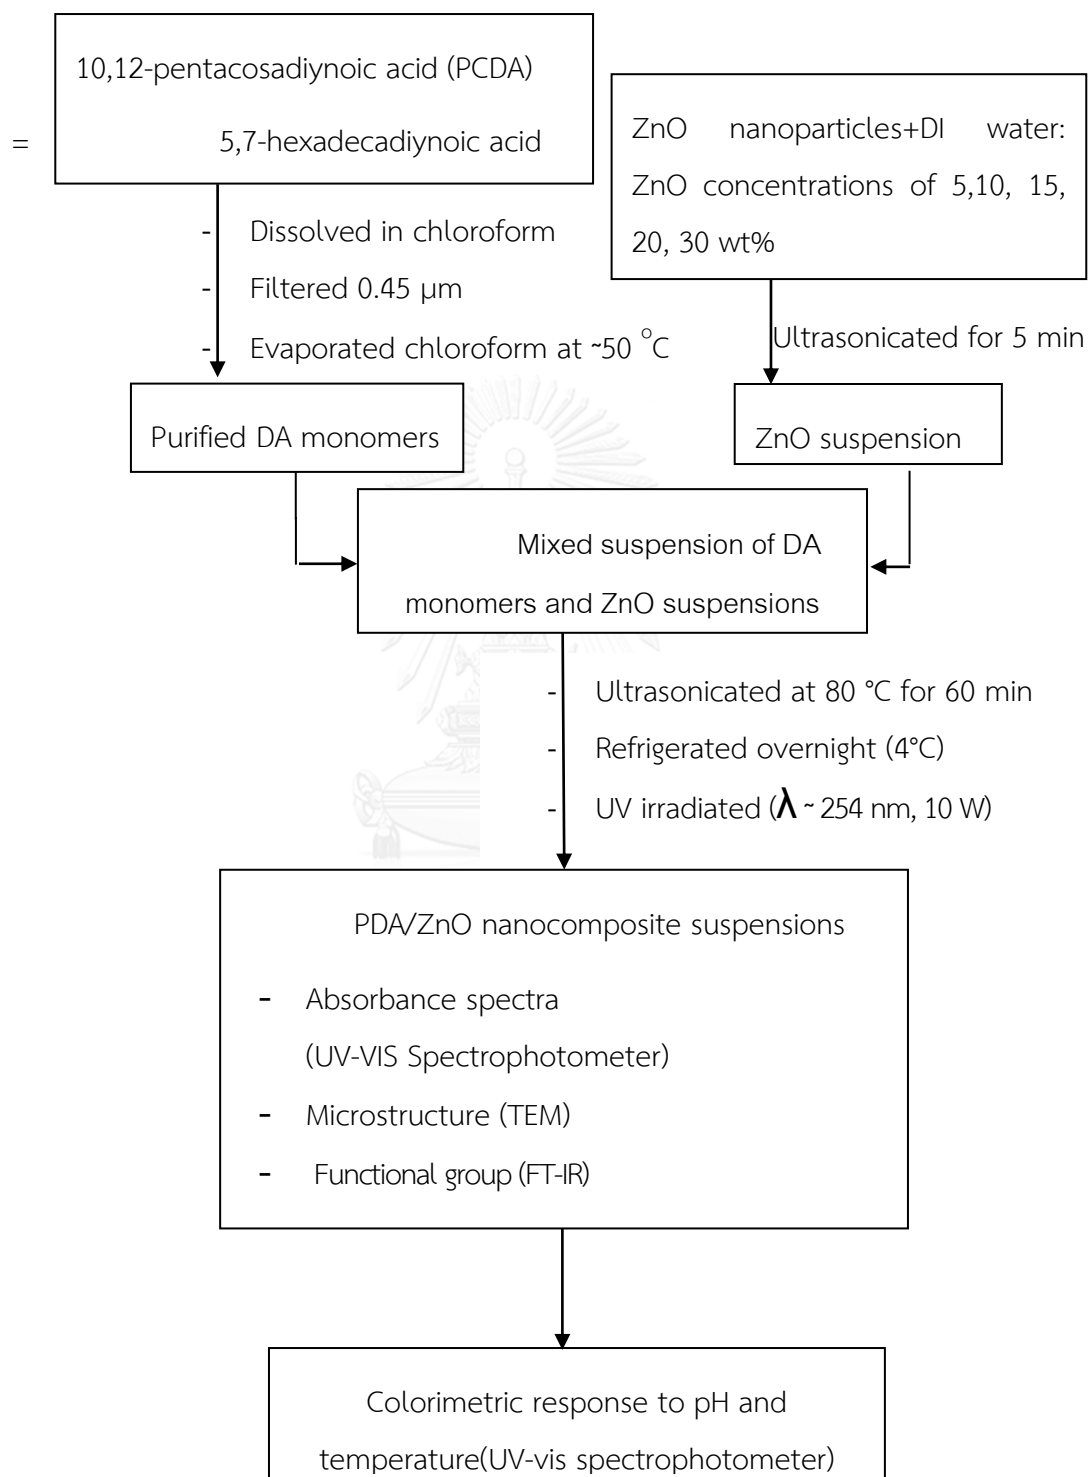 10,12-pentacosadiynoic acid (PCDA)
=
5,7-hexadecadiynoic acid
- Dissolved in chloroform
- Filtered 0.45 µm
- Evaporated chloroform at ~50 °C
Purified DA monomers
ZnO nanoparticles+DI water:
ZnO concentrations of 5,10, 15,
20, 30 wt%
Ultrasonicated for 5 min
ZnO suspension
Mixed suspension of DA
monomers and ZnO suspensions
- Ultrasonicated at 80 °C for 60 min
- Refrigerated overnight (4°C)
- UV irradiated (λ ~ 254 nm, 10 W)
PDA/ZnO nanocomposite suspensions
- Absorbance spectra
(UV-VIS Spectrophotometer)
- Microstructure (TEM)
- Functional group (FT-IR)
Colorimetric response to pH and
temperature(UV-vis spectrophotometer)